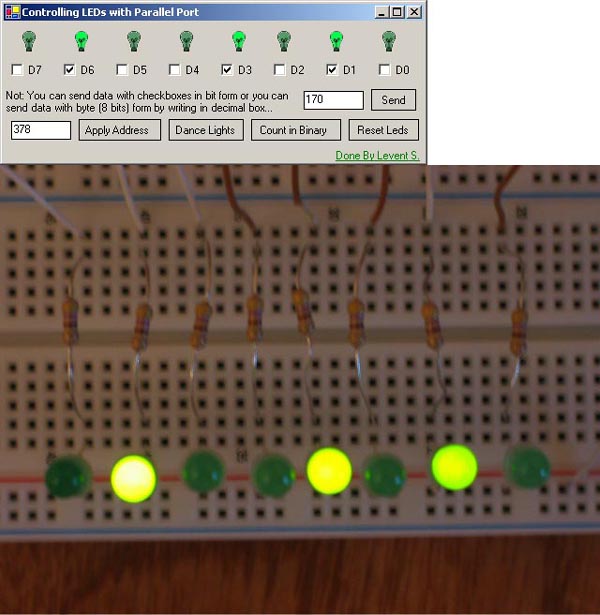 Controlling LEDs with Parallel Port
D7 D6 D5 D4 D3 D2 D1 D0
Not: You can send data with checkboxes in bit form or you can
send data with byte (8 bits) form by writing in decimal box...
170 Send
378 Apply Address Dance Lights Count in Binary Reset Leds
Done By Levent S.